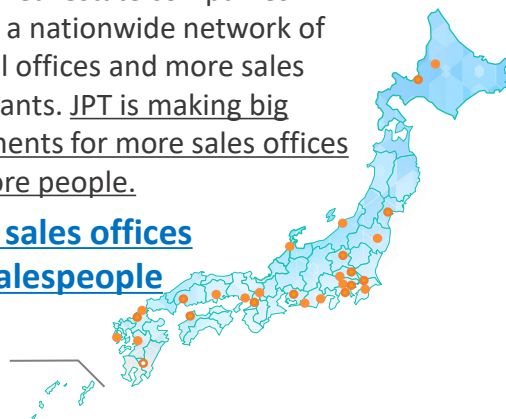 a nationwide network of
l offices and more sales
ants. JPT is making big
ments for more sales offices
ore people.
sales offices
alespeople